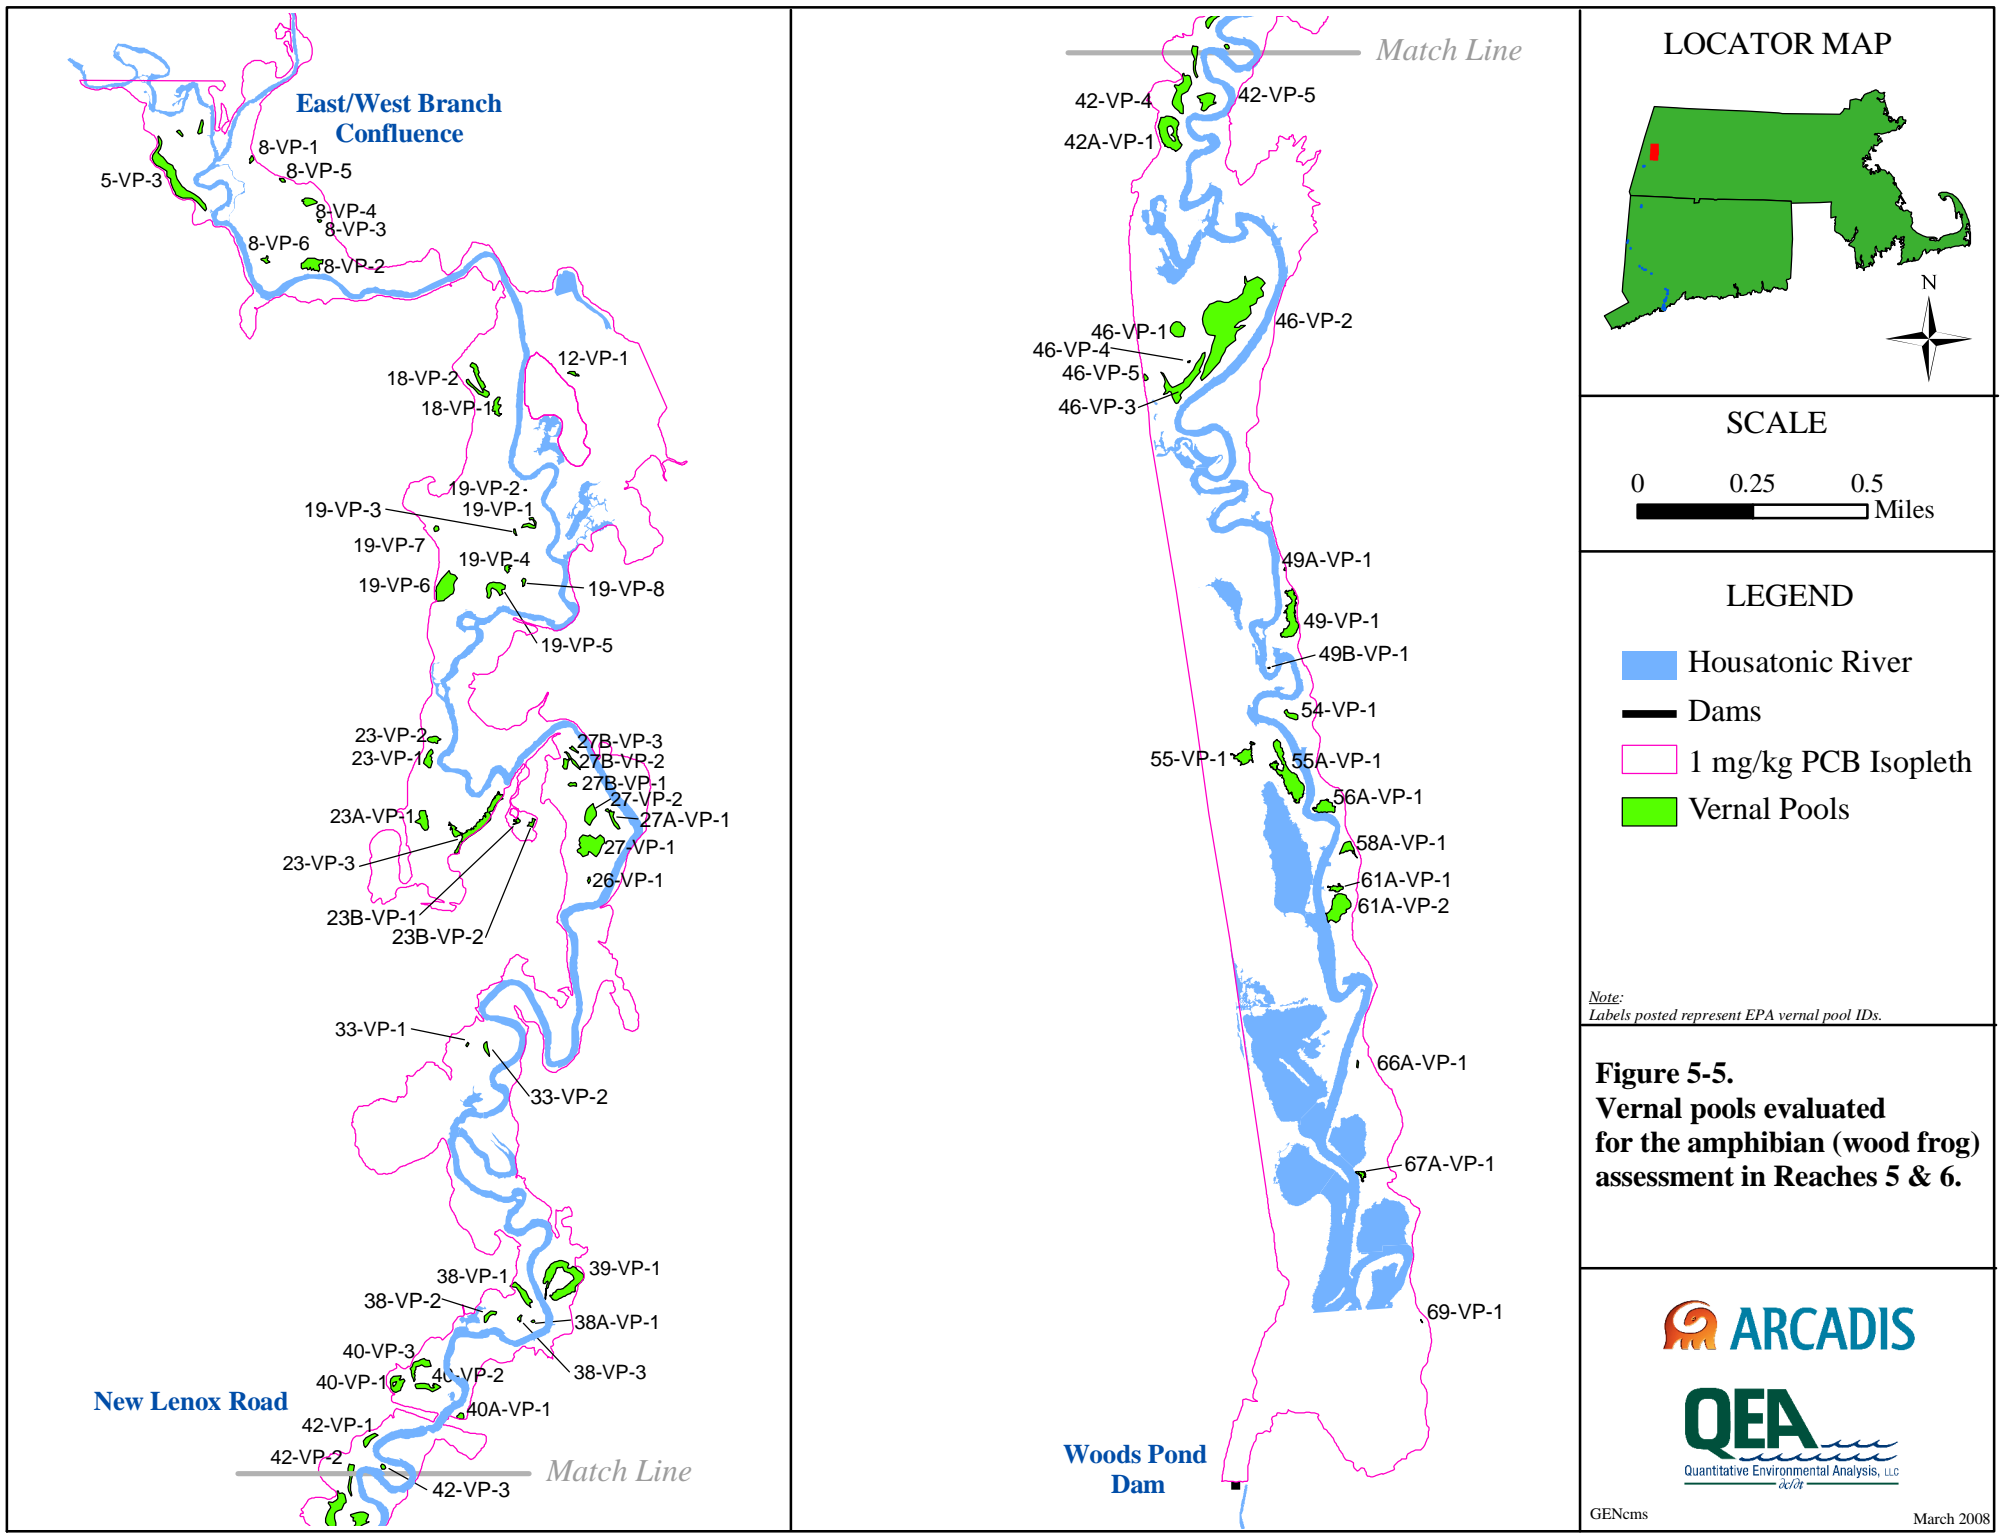 East/West Branch
Confluence
8-VP-1
8-VP-5
5-VP-3
8-VP-4
8-VP-3
8-VP-6
8-VP-2
12-VP-1
18-VP-2
18-VP-1
19-VP-2
19-VP-1
19-VP-3
19-VP-7
19-VP-4
19-VP-6
19-VP-8
19-VP-5
23-VP-2
23-VP-1
27B-VP-3
27B-VP-2
27B-VP-1
27-VP-2
23A-VP-1
27A-VP-1
27-VP-1
23-VP-3
26-VP-1
23B-VP-1
23B-VP-2
33-VP-1
33-VP-2
39-VP-1
38-VP-1
38-VP-2
38A-VP-1
40-VP-3
38-VP-3
40-VP-2
40-VP-1
New Lenox Road
40A-VP-1
42-VP-1
42-VP-2
Match Line
42-VP-3
Match Line
42-VP-4
42-VP-5
42A-VP-1
46-VP-2
46-VP-1
46-VP-4
46-VP-5
46-VP-3
49A-VP-1
49-VP-1
49B-VP-1
54-VP-1
55-VP-1
55A-VP-1
56A-VP-1
58A-VP-1
61A-VP-1
61A-VP-2
66A-VP-1
67A-VP-1
69-VP-1
Woods Pond
Dam
LOCATOR MAP
N
SCALE
0 0.25 0.5
Miles
LEGEND
Housatonic River
Dams
1 mg/kg PCB Isopleth
Vernal Pools
Note:
Labels posted represent EPA vernal pool IDs.
Figure 5-5.
Vernal pools evaluated
for the amphibian (wood frog)
assessment in Reaches 5 & 6.
ARCADIS
QEA
Quantitative Environmental Analysis, LLC
∂c/∂t
GENcms
March 2008